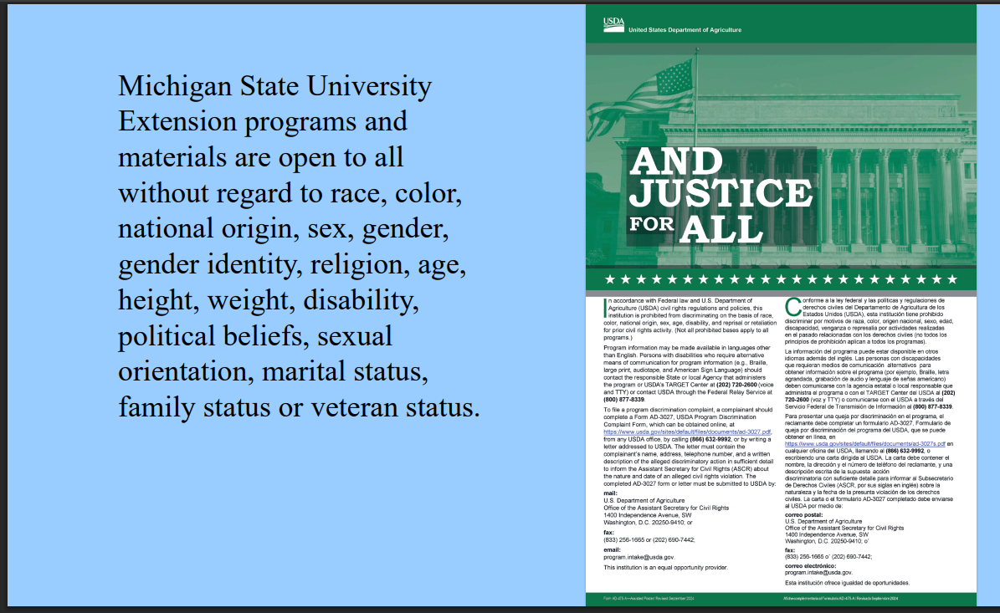 Michigan State University
Extension programs and
materials are open to all
without regard to race, color,
national origin, sex, gender,
gender identity, religion, age,
height, weight, disability,
political beliefs, sexual
orientation, marital status,
family status or veteran status.
USDA
United States Department of Agriculture
AND
JUSTICE
FOR ALL
In accordance with Federal law and U.S. Department of
Agriculture (USDA) civil rights regulations and policies, this
institution is prohibited from discriminating on the basis of race,
color, national origin, sex, age, disability, and reprisal or retaliation
for prior civil rights activity. (Not all prohibited bases apply to all
programs.)
Program information may be made available in languages other
than English. Persons with disabilities who require alternative
means of communication for program information (e.g., Braille,
large print, audiotape, and American Sign Language) should
contact the responsible State or local Agency that administers
the program or USDA's TARGET Center at (202) 720-2600 (voice
and TTY) or contact USDA through the Federal Relay Service at
(800) 877-8339.
To file a program discrimination complaint, a complainant should
complete a Form AD-3027, USDA Program Discrimination
Complaint Form, which can be obtained online, at
https://www.usda.gov/sites/default/files/documents/ad-3027.pdf,
from any USDA office, by calling (866) 632-9992, or by writing a
letter addressed to USDA. The letter must contain the
complainant's name, address, telephone number, and a written
description of the alleged discriminatory action in sufficient detail
to inform the Assistant Secretary for Civil Rights (ASCR) about
the nature and date of an alleged civil rights violation. The
completed AD-3027 form or letter must be submitted to USDA by:
mail:
U.S. Department of Agriculture
Office of the Assistant Secretary for Civil Rights
1400 Independence Avenue, SW
Washington, D.C. 20250-9410; or
fax:
(833) 256-1665 or (202) 690-7442;
email:
program.intake@usda.gov.
This institution is an equal opportunity provider.
Conforme a la ley federal y las políticas y regulaciones de
derechos civiles del Departamento de Agricultura de los
Estados Unidos (USDA), esta institución tiene prohibido
discriminar por motivos de raza, color, origen nacional, sexo, edad,
discapacidad, venganza o represalia por actividades realizadas
en el pasado relacionadas con los derechos civiles (no todos los
principios de prohibición aplican a todos los programas).
La información del programa puede estar disponible en otros
idiomas además del inglés. Las personas con discapacidades
que requieran medios de comunicación alternativos para
obtener información sobre el programa (por ejemplo, Braille, letra
agrandada, grabación de audio y lenguaje de señas americano)
deben comunicarse con la agencia estatal o local responsable que
administra el programa o con el TARGET Center del USDA al (202)
720-2600 (voz y TTY) o comunicarse con el USDA a través del
Servicio Federal de Transmisión de Información al (800) 877-8339.
Para presentar una queja por discriminación en el programa, el
reclamante debe completar un formulario AD-3027, Formulario de
queja por discriminación del programa del USDA, que se puede
obtener en línea, en
https://www.usda.gov/sites/default/files/documents/ad-3027s.pdf en
cualquier oficina del USDA, llamando al (866) 632-9992, o
escribiendo una carta dirigida al USDA. La carta debe contener el
nombre, la dirección y el número de teléfono del reclamante, y una
descripción escrita de la supuesta acción
discriminatoria con suficiente detalle para informar al Subsecretario
de Derechos Civiles (ASCR, por sus siglas en inglés) sobre la
naturaleza y la fecha de la presunta violación de los derechos
civiles. La carta o el formulario AD-3027 completado debe enviarse
al USDA por medio de:
correo postal:
U.S. Department of Agriculture
Office of the Assistant Secretary for Civil Rights
1400 Independence Avenue, SW
Washington, D.C. 20250-9410; o'
fax:
(833) 256-1665 o' (202) 690-7442;
correo electrónico:
program.intake@usda.gov.
Esta institución ofrece igualdad de oportunidades.
Form AD-475-A—Assisted Poster/ Revised September 2024
Afiche complementario al Formulario AD-475-A / Revisado Septiembre 2024